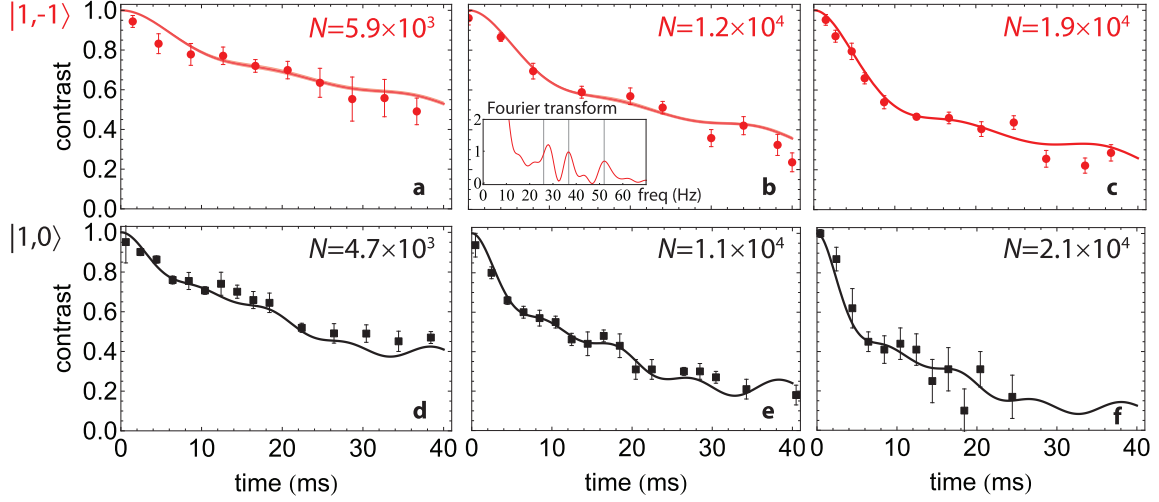 |1,-1⟩
N=5.9×10³
N=1.2×10⁴
N=1.9×10⁴
contrast
1.0
0.8
0.6
0.4
0.2
0.0
Fourier transform
2
1
0
0 10 20 30 40 50 60
freq (Hz)
a
b
c
|1,0⟩
N=4.7×10³
N=1.1×10⁴
N=2.1×10⁴
contrast
1.0
0.8
0.6
0.4
0.2
0.0
d
e
f
0 10 20 30 40
0 10 20 30 40
0 10 20 30 40
time (ms)
time (ms)
time (ms)